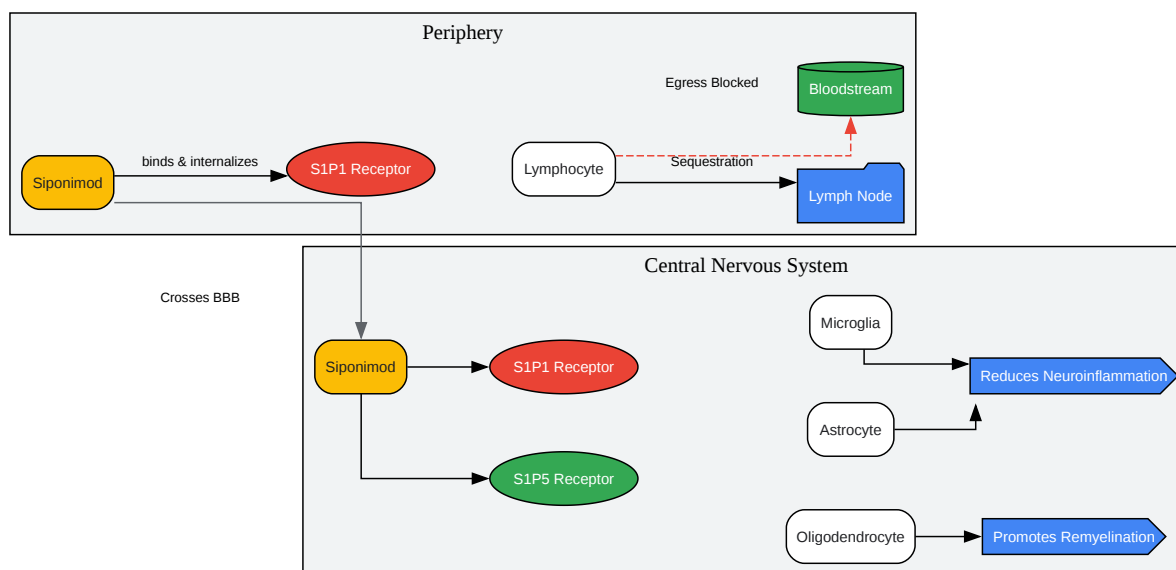 Periphery
Egress Blocked
Bloodstream
binds & internalizes
Sequestration
Siponimod
S1P1 Receptor
Lymphocyte
Lymph Node
Central Nervous System
Crosses BBB
Microglia
Siponimod
S1P1 Receptor
Reduces Neuroinflammation
Astrocyte
S1P5 Receptor
Oligodendrocyte
Promotes Remyelination